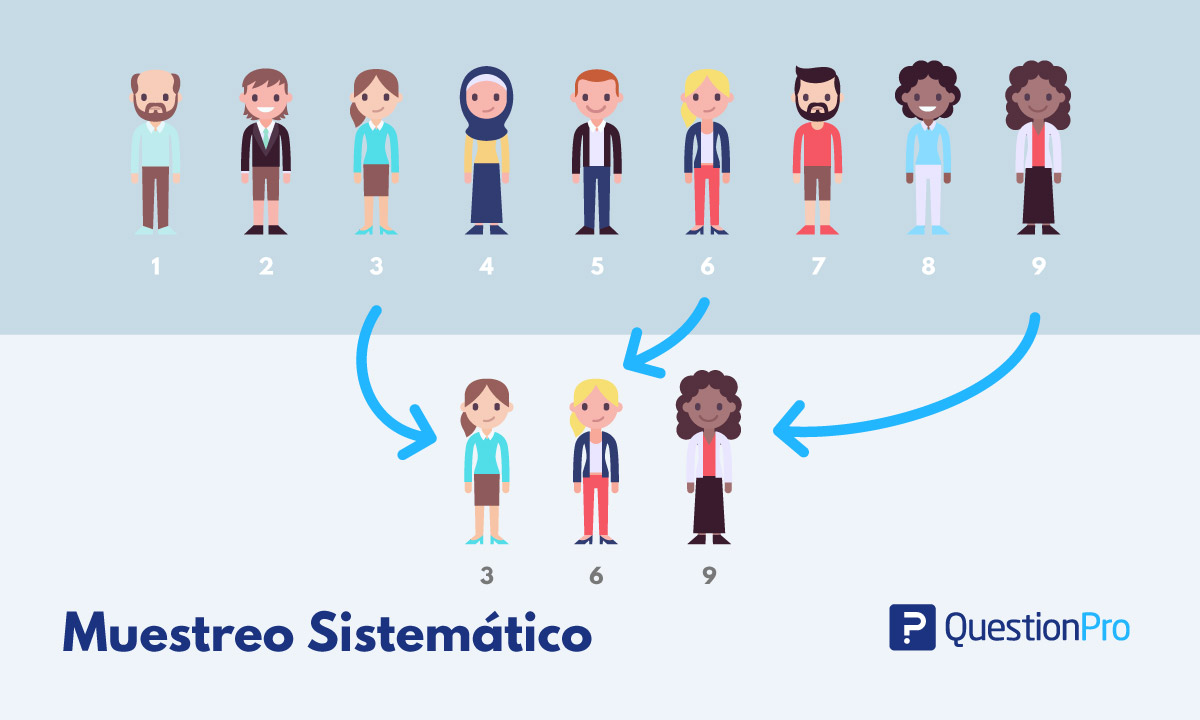 1 2 3 4 5 6 7 8 9
3 6 9
Muestreo Sistemático
QuestionPro